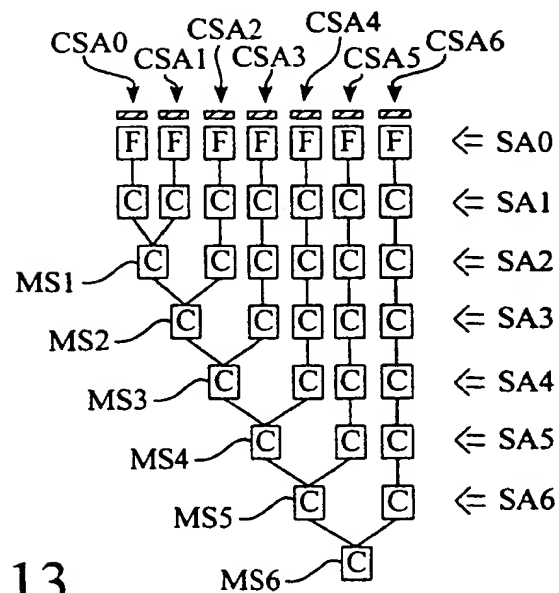 CSA0 CSA1 CSA2 CSA3 CSA4 CSA5 CSA6
F F F F F F F ⇐ SA0
C C C C C C C ⇐ SA1
MS1 C C C C C C ⇐ SA2
MS2 C C C C C ⇐ SA3
MS3 C C C C ⇐ SA4
MS4 C C C ⇐ SA5
MS5 C C ⇐ SA6
MS6 C
13